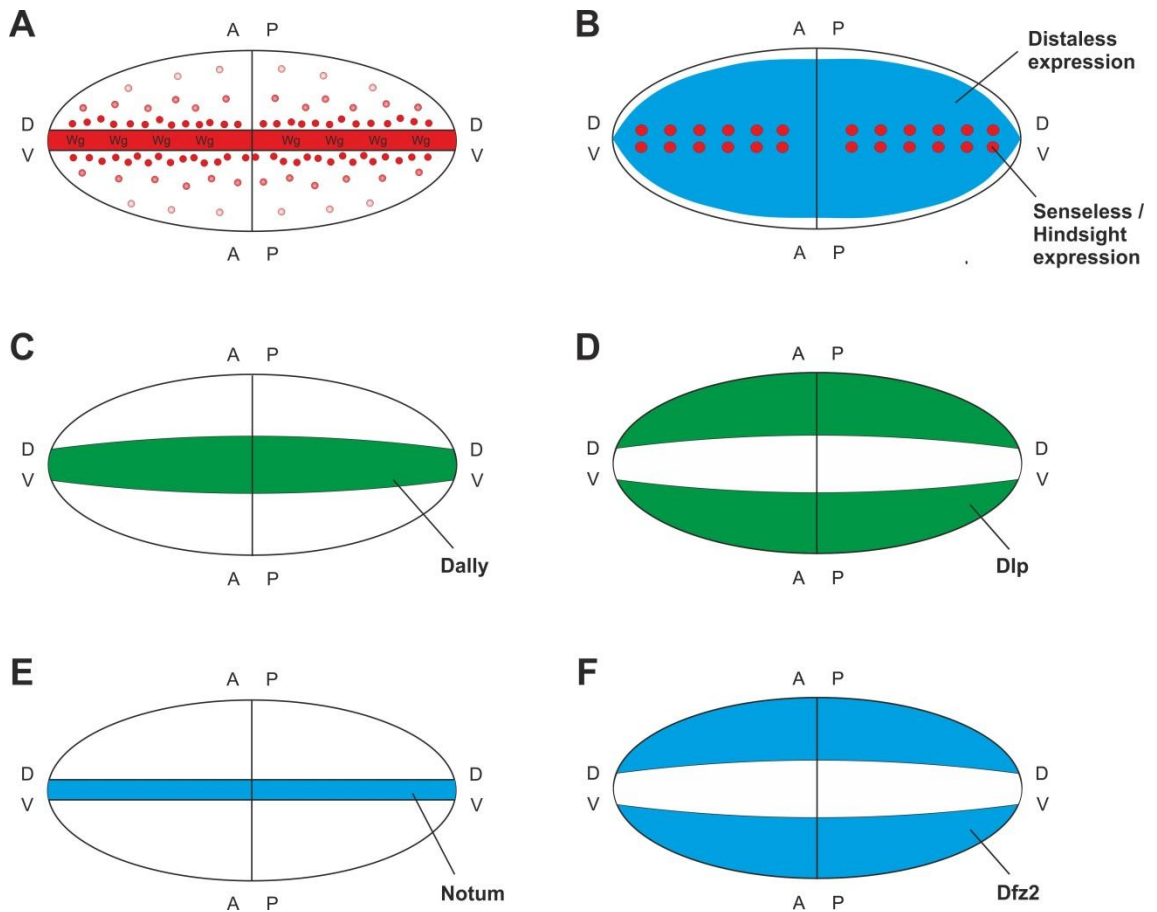 A
A P
D D
Wg Wg Wg Wg Wg Wg Wg Wg
V V
A P
B
A P
Distaless
expression
D D
V V
Senseless /
Hindsight
expression
A P
C
A P
D D
V V
Dally
A P
D
A P
D D
V V
Dlp
A P
E
A P
D D
V V
Notum
A P
F
A P
D D
V V
Dfz2
A P